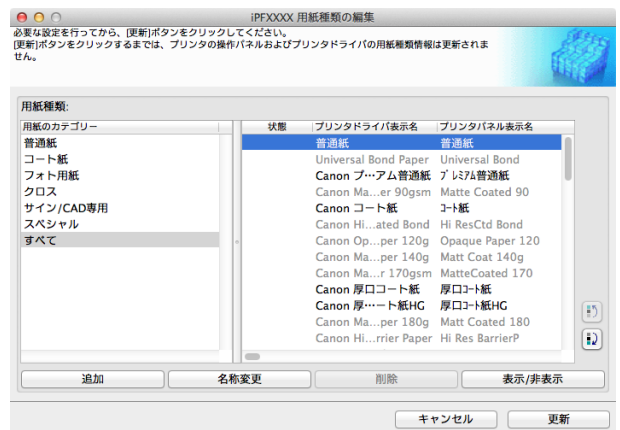 iPFXXXX 用紙種類の編集
必要な設定を行ってから、[更新]ボタンをクリックしてください。
[更新]ボタンをクリックするまでは、プリンタの操作パネルおよびプリンタドライバの用紙種類情報は更新されま
せん。
用紙種類:
用紙のカテゴリー
普通紙
コート紙
フォト用紙
クロス
サイン/CAD専用
スペシャル
すべて
状態 プリンタドライバ表示名 プリンタパネル表示名
普通紙 普通紙
Universal Bond Paper Universal Bond
Canon プ…アム普通紙 プレミアム普通紙
Canon Ma...er 90gsm Matte Coated 90
Canon コート紙 コート紙
Canon Hi...ated Bond Hi ResCtd Bond
Canon Op...per 120g Opaque Paper 120
Canon Ma...per 140g Matt Coat 140g
Canon Ma...r 170gsm MatteCoated 170
Canon 厚口コート紙 厚口コート紙
Canon 厚…ート紙HG 厚口コート紙HG
Canon Ma...per 180g Matt Coated 180
Canon Hi...rrier Paper Hi Res BarrierP
追加 名称変更 削除 表示/非表示
キャンセル 更新